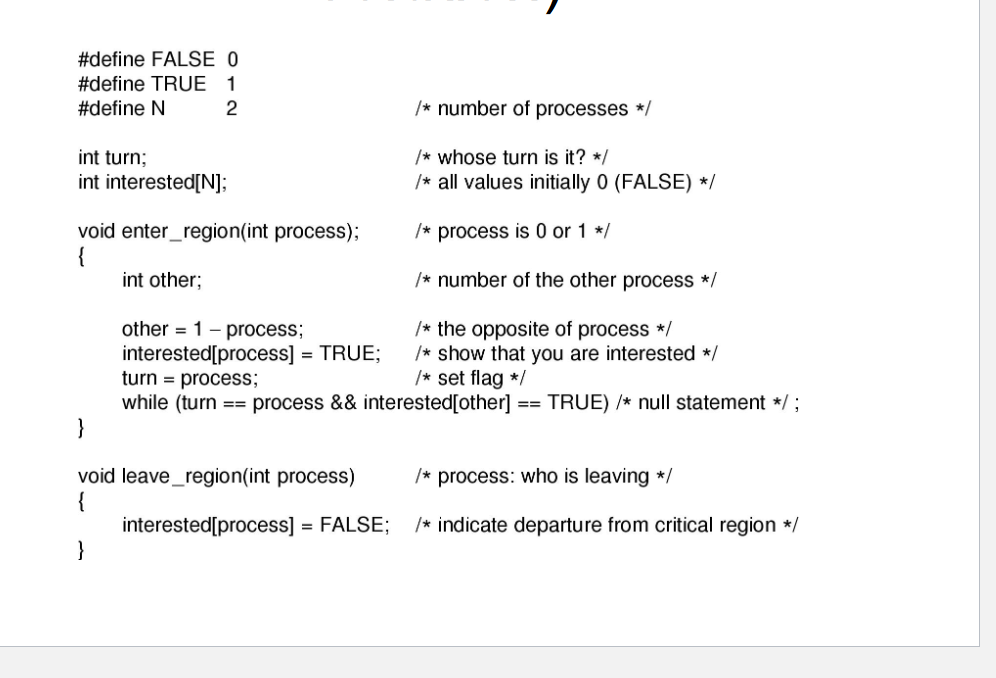 #define FALSE 0
#define TRUE 1
#define N 2 /* number of processes */
int turn; /* whose turn is it? */
int interested[N]; /* all values initially 0 (FALSE) */
void enter_region(int process); /* process is 0 or 1 */
{
int other; /* number of the other process */
other = 1 – process; /* the opposite of process */
interested[process] = TRUE; /* show that you are interested */
turn = process; /* set flag */
while (turn == process && interested[other] == TRUE) /* null statement */ ;
}
void leave_region(int process) /* process: who is leaving */
{
interested[process] = FALSE; /* indicate departure from critical region */
}